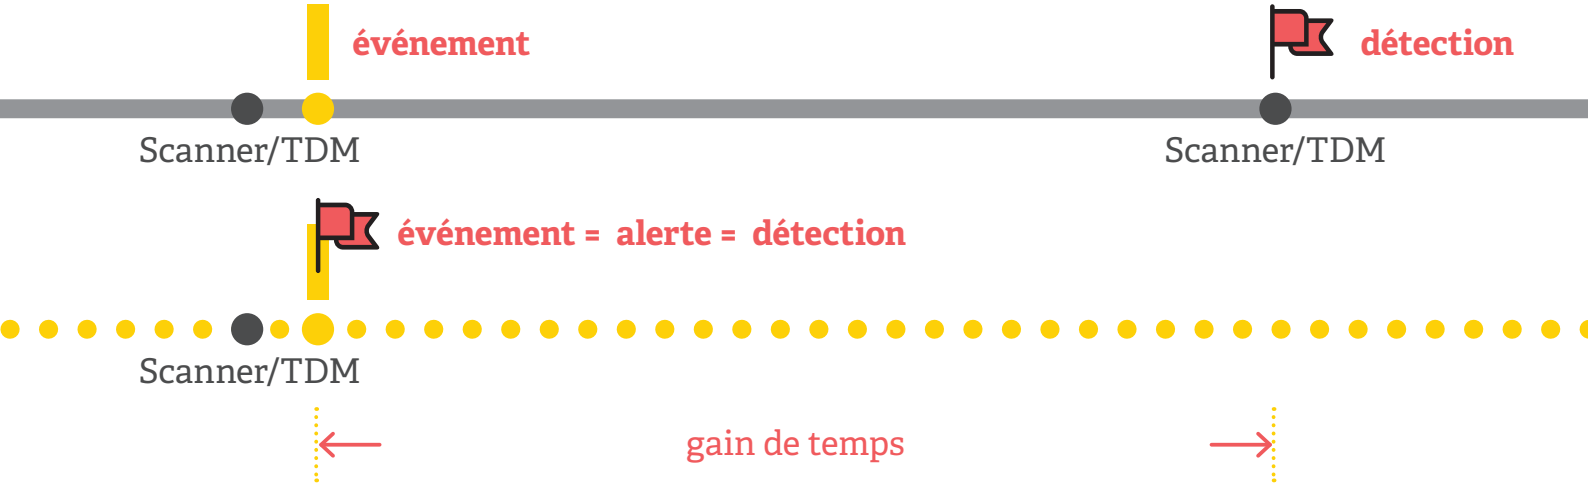 événement
détection
Scanner/TDM
Scanner/TDM
événement = alerte = détection
Scanner/TDM
gain de temps